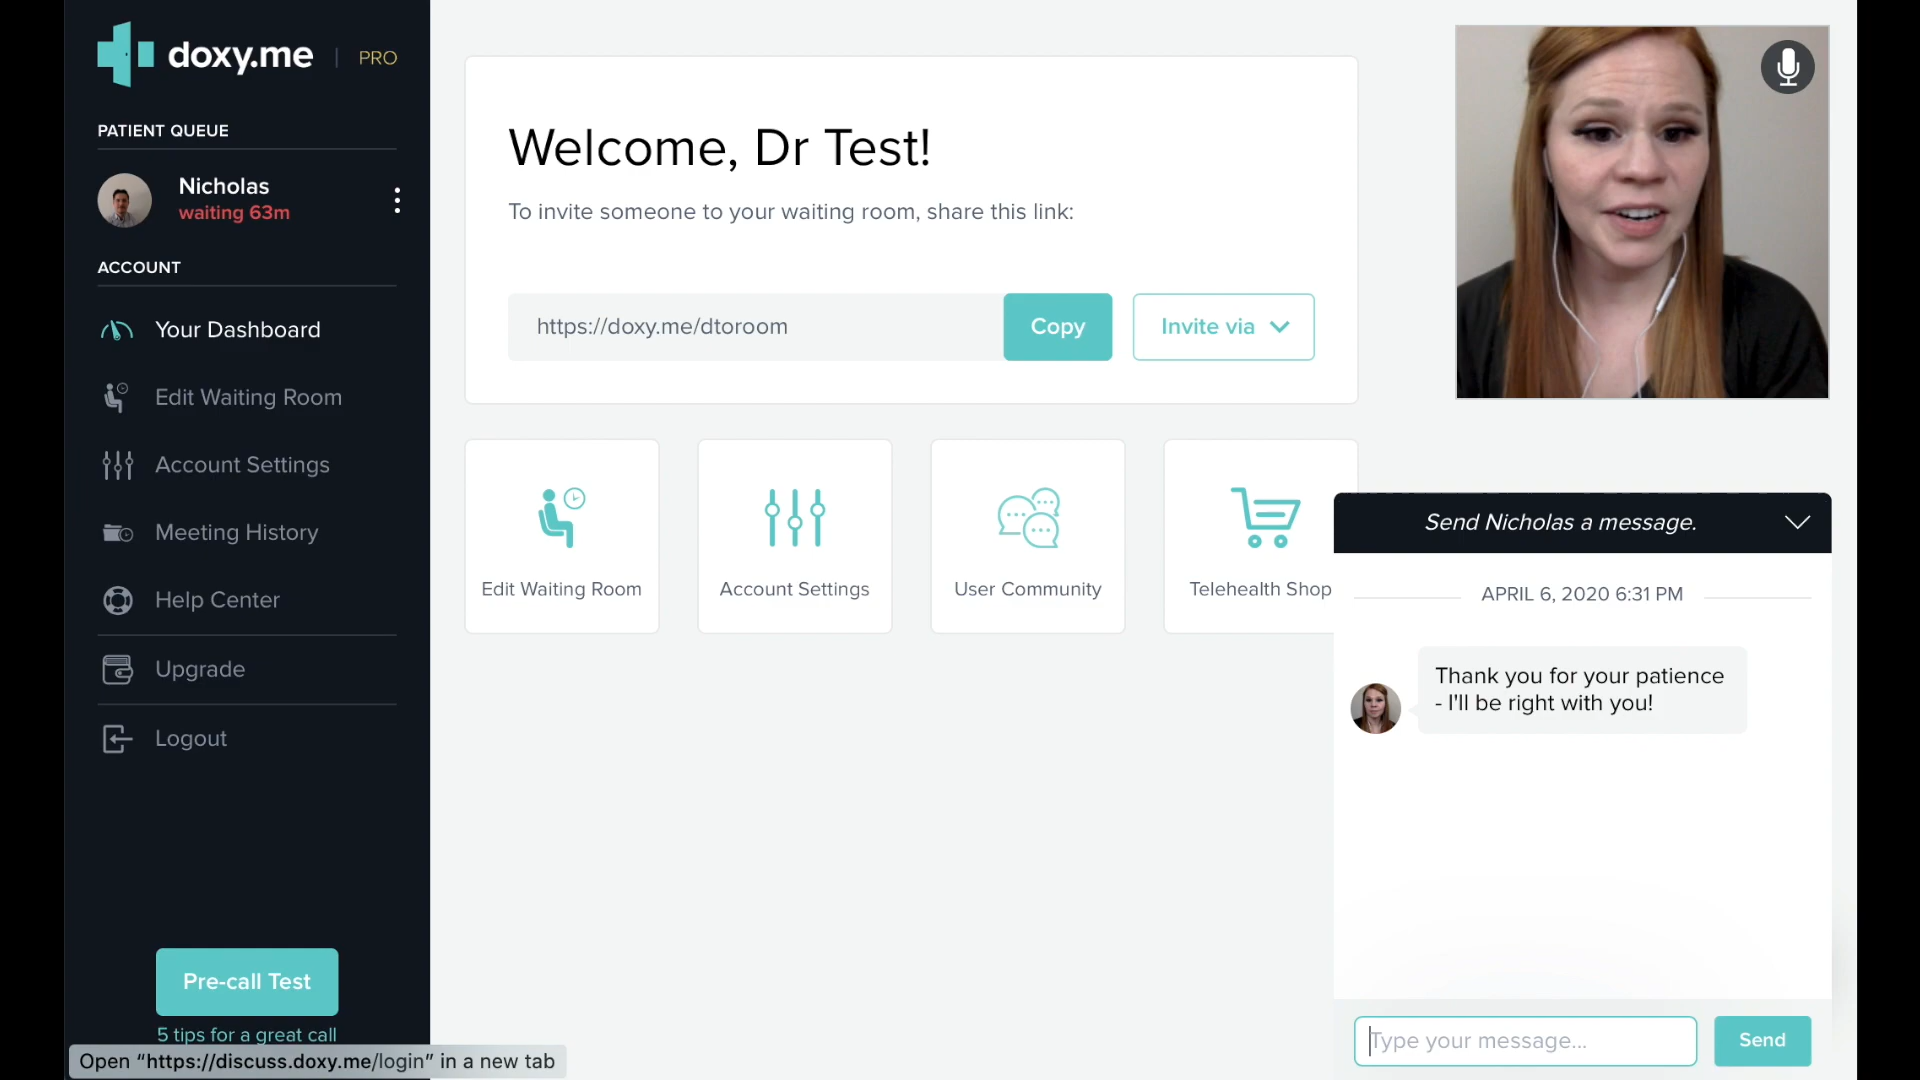 doxy.me | PRO
PATIENT QUEUE
Nicholas
waiting 63m
ACCOUNT
Your Dashboard
Edit Waiting Room
Account Settings
Meeting History
Help Center
Upgrade
Logout
Pre-call Test
5 tips for a great call
Open “https://discuss.doxy.me/login” in a new tab
Welcome, Dr Test!
To invite someone to your waiting room, share this link:
https://doxy.me/dtoroom
Copy
Invite via
Edit Waiting Room
Account Settings
User Community
Telehealth Shop
Send Nicholas a message.
APRIL 6, 2020 6:31 PM
Thank you for your patience
- I'll be right with you!
Type your message...
Send